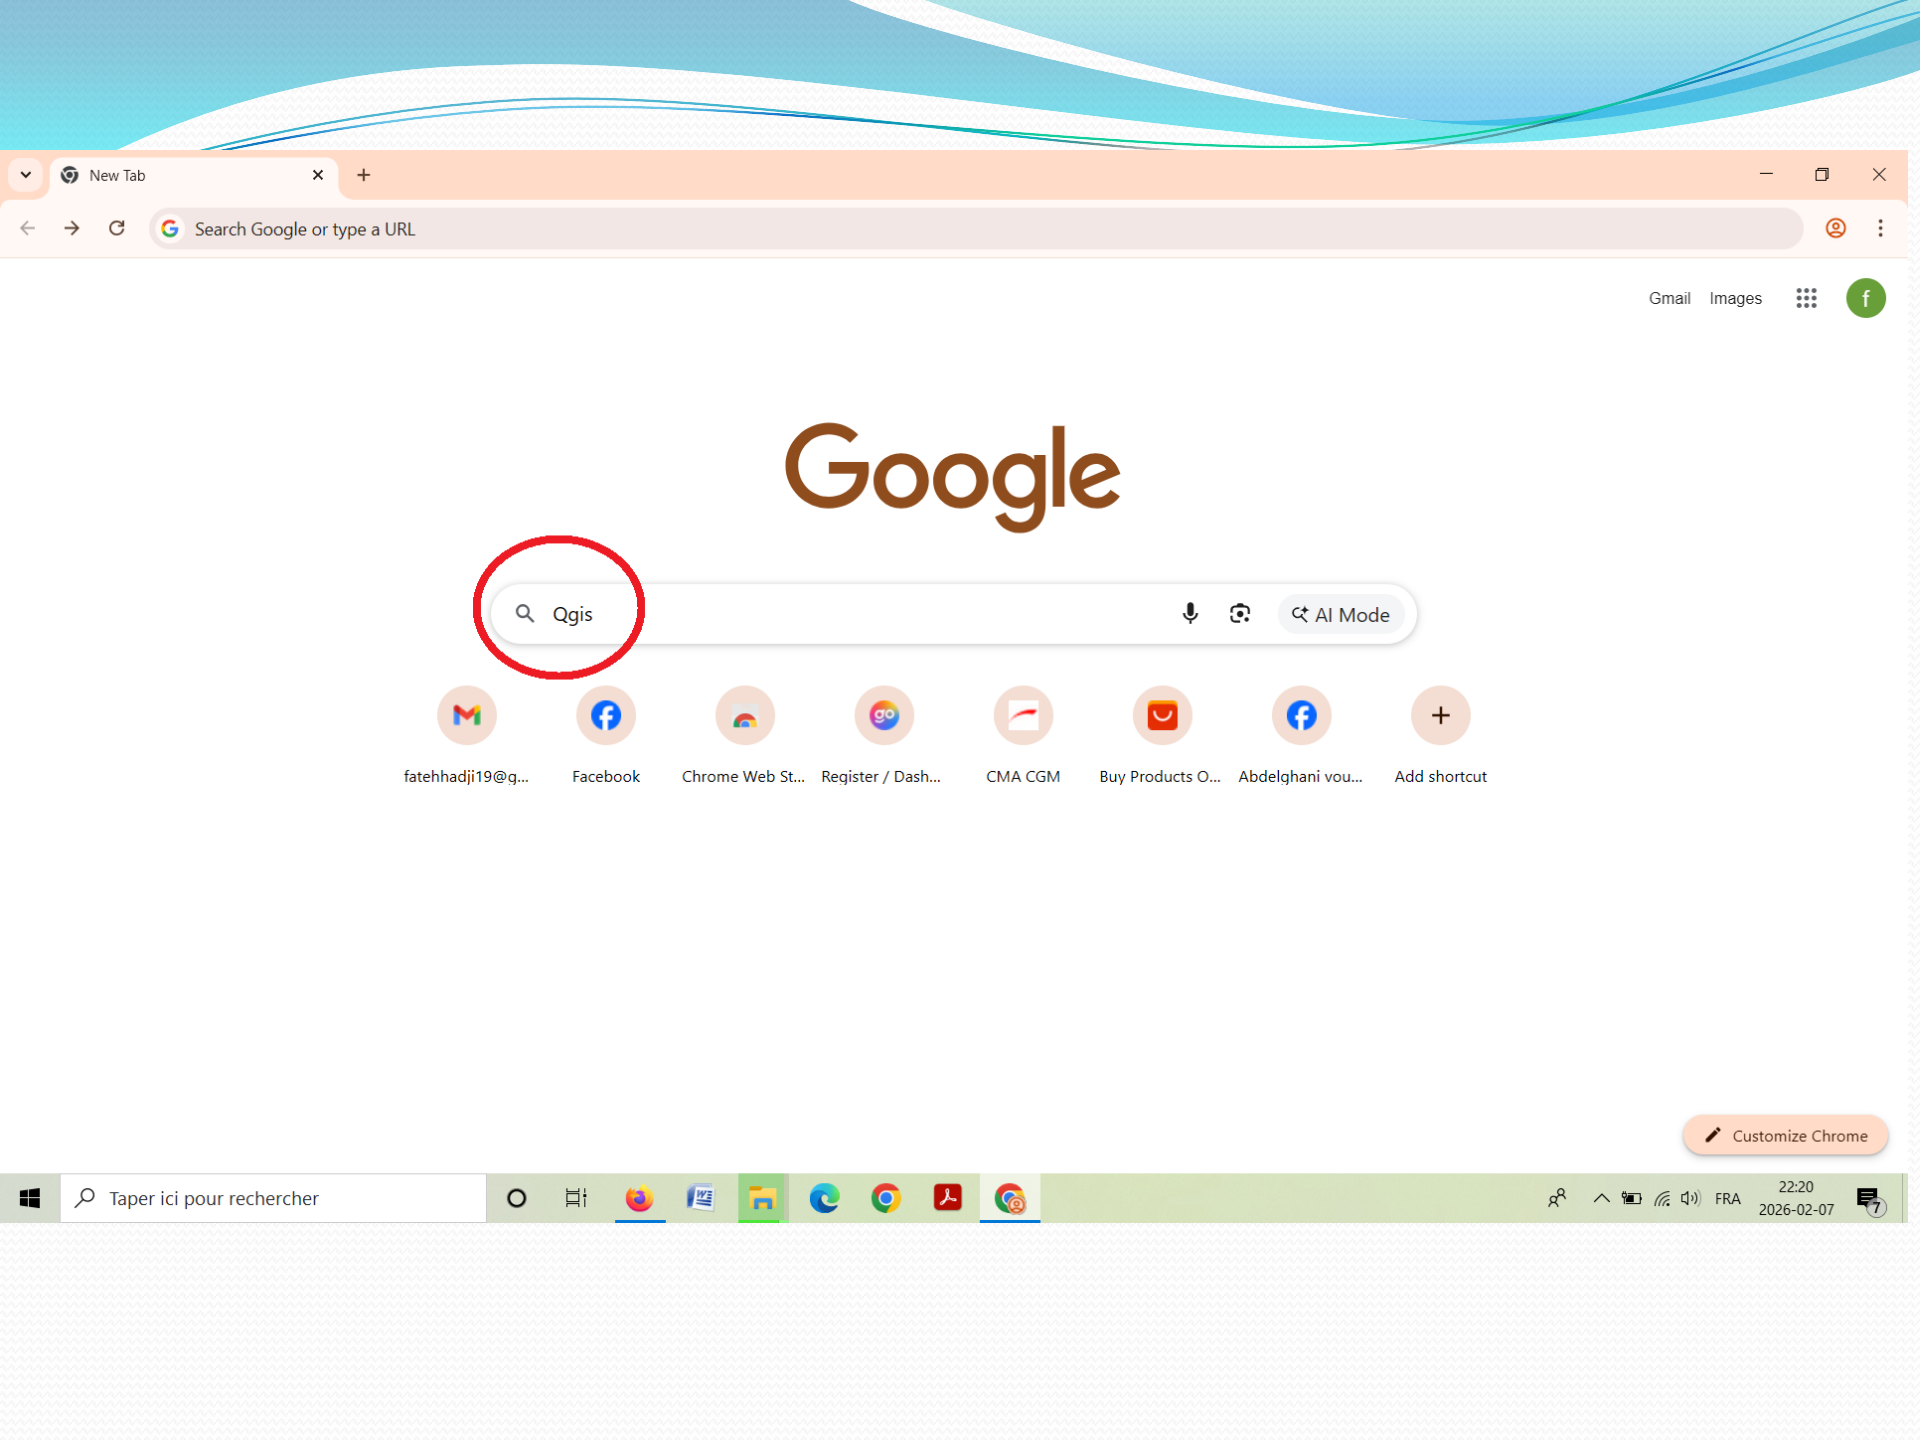 New Tab
Search Google or type a URL
Gmail Images
f
Google
Qgis
AI Mode
fatehhadji19@g...
Facebook
Chrome Web St...
Register / Dash...
CMA CGM
Buy Products O...
Abdelghani vou...
Add shortcut
go
Customize Chrome
Taper ici pour rechercher
FRA
22:20
2026-02-07
7